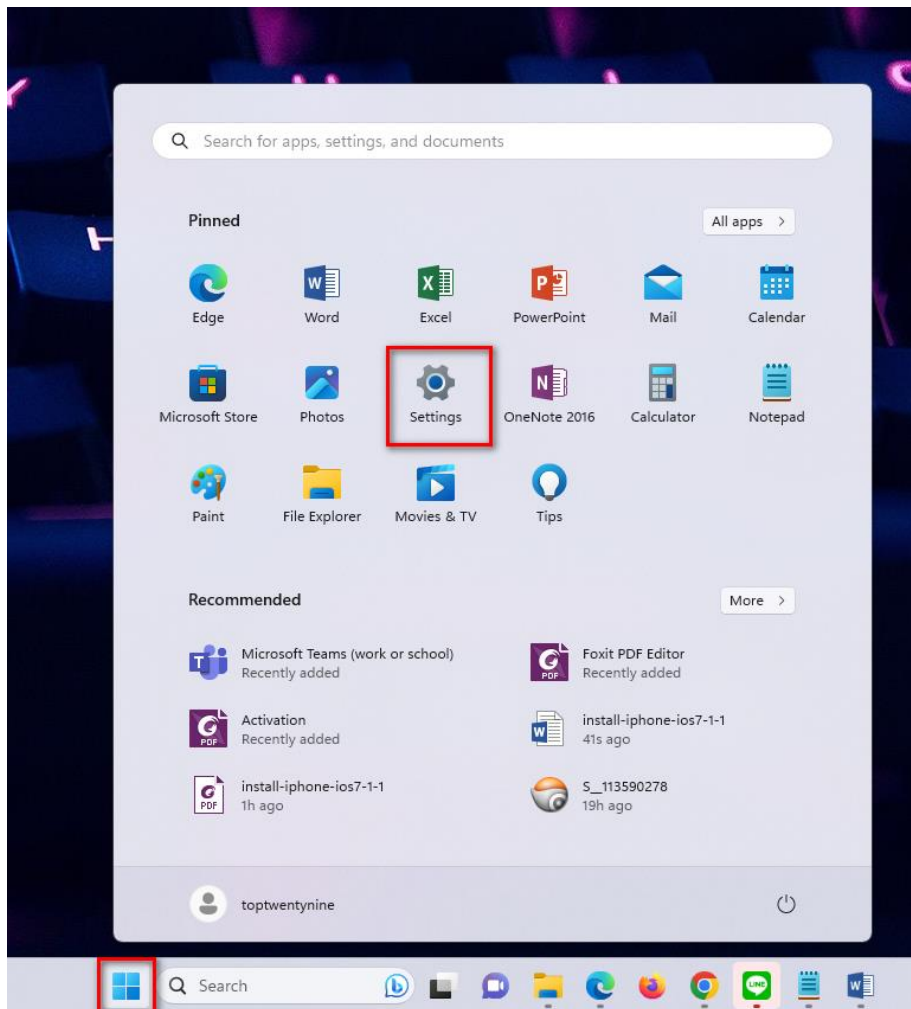 Search for apps, settings, and documents
Pinned
All apps
Edge
Word
Excel
PowerPoint
Mail
Calendar
Microsoft Store
Photos
Settings
OneNote 2016
Calculator
Notepad
Paint
File Explorer
Movies & TV
Tips
Recommended
More
Microsoft Teams (work or school)
Recently added
Foxit PDF Editor
Recently added
Activation
Recently added
install-iphone-ios7-1-1
41s ago
install-iphone-ios7-1-1
1h ago
S__113590278
19h ago
toptwentynine
Search